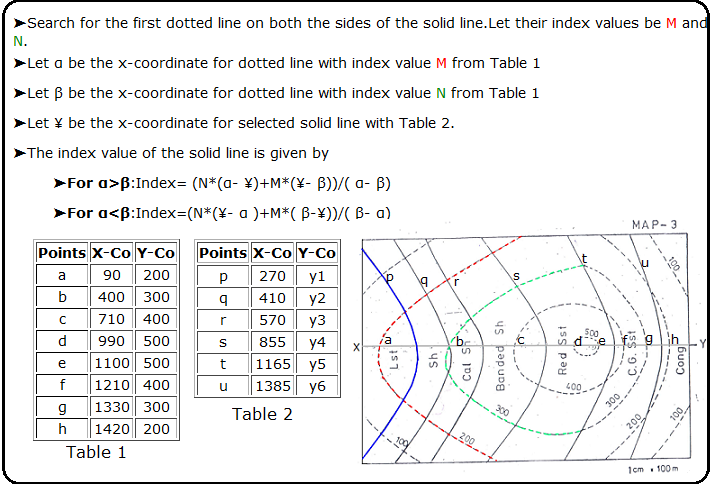 ➤Search for the first dotted line on both the sides of the solid line.Let their index values be M and
N.
➤Let α be the x-coordinate for dotted line with index value M from Table 1
➤Let β be the x-coordinate for dotted line with index value N from Table 1
➤Let ¥ be the x-coordinate for selected solid line with Table 2.
➤The index value of the solid line is given by
➤For α>β:Index= (N*(α- ¥)+M*(¥- β))/( α- β)
➤For α<β:Index=(N*(¥- α )+M*( β-¥))/( β- α)
Points X-Co Y-Co
a 90 200
b 400 300
c 710 400
d 990 500
e 1100 500
f 1210 400
g 1330 300
h 1420 200
Table 1
Points X-Co Y-Co
p 270 y1
q 410 y2
r 570 y3
s 855 y4
t 1165 y5
u 1385 y6
Table 2
MAP-3
p q r s t u
100
500
X a b c d e f g h Y
Lst Sh Cal Sh Banded Sh Red Sst C.G. Sst Cong
400
300 300
200 200 100
100
1cm = 100m